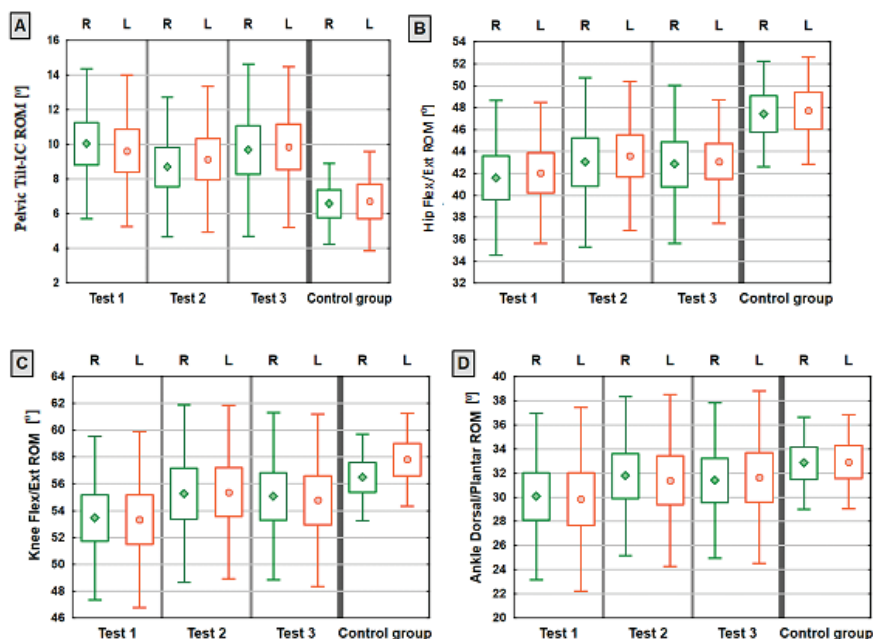 A
R L R L R L R L
Pelvic Tilt-IC ROM [º]
16
14
12
10
8
6
4
2
Test 1 Test 2 Test 3 Control group
B
R L R L R L R L
Hip Flex/Ext ROM [º]
54
52
50
48
46
44
42
40
38
36
34
32
Test 1 Test 2 Test 3 Control group
C
R L R L R L R L
Knee Flex/Ext ROM [º]
64
62
60
58
56
54
52
50
48
46
Test 1 Test 2 Test 3 Control group
D
R L R L R L R L
Ankle Dorsal/Plantar ROM [º]
40
38
36
34
32
30
28
26
24
22
20
Test 1 Test 2 Test 3 Control group